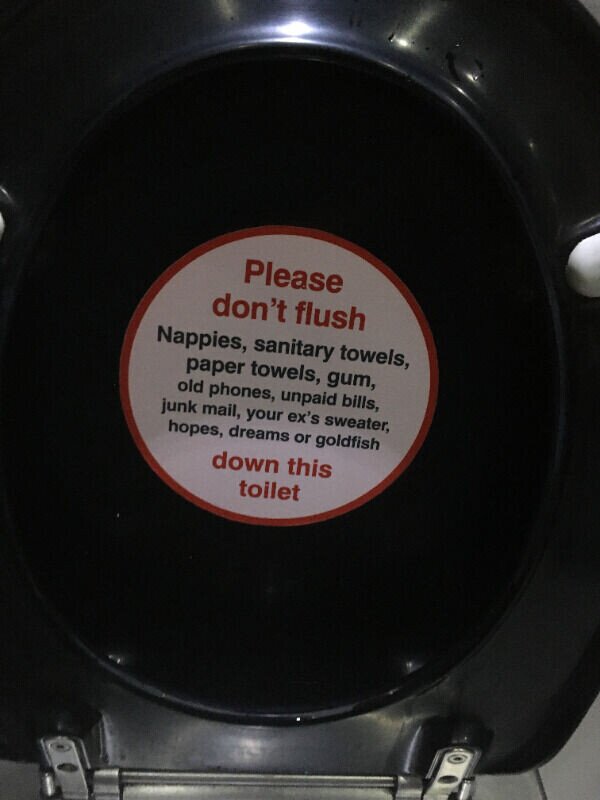 Please
don't flush
Nappies, sanitary towels,
paper towels, gum,
old phones, unpaid bills,
junk mail, your ex's sweater,
hopes, dreams or goldfish
down this
toilet